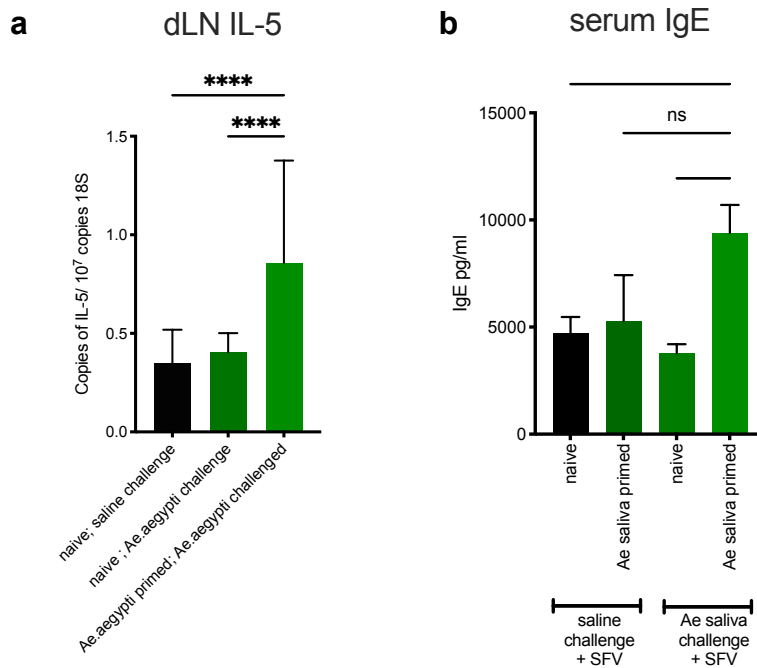 a
dLN IL-5
****
****
Copies of IL-5/ 10⁷ copies 18S
1.5
1.0
0.5
0.0
naive; saline challenge
naive ; Ae.aegypti challenge
Ae.aegypti primed; Ae.aegypti challenged
b
serum IgE
ns
IgE pg/ml
15000
10000
5000
0
naive
Ae saliva primed
naive
Ae saliva primed
saline
challenge
+ SFV
Ae saliva
challenge
+ SFV